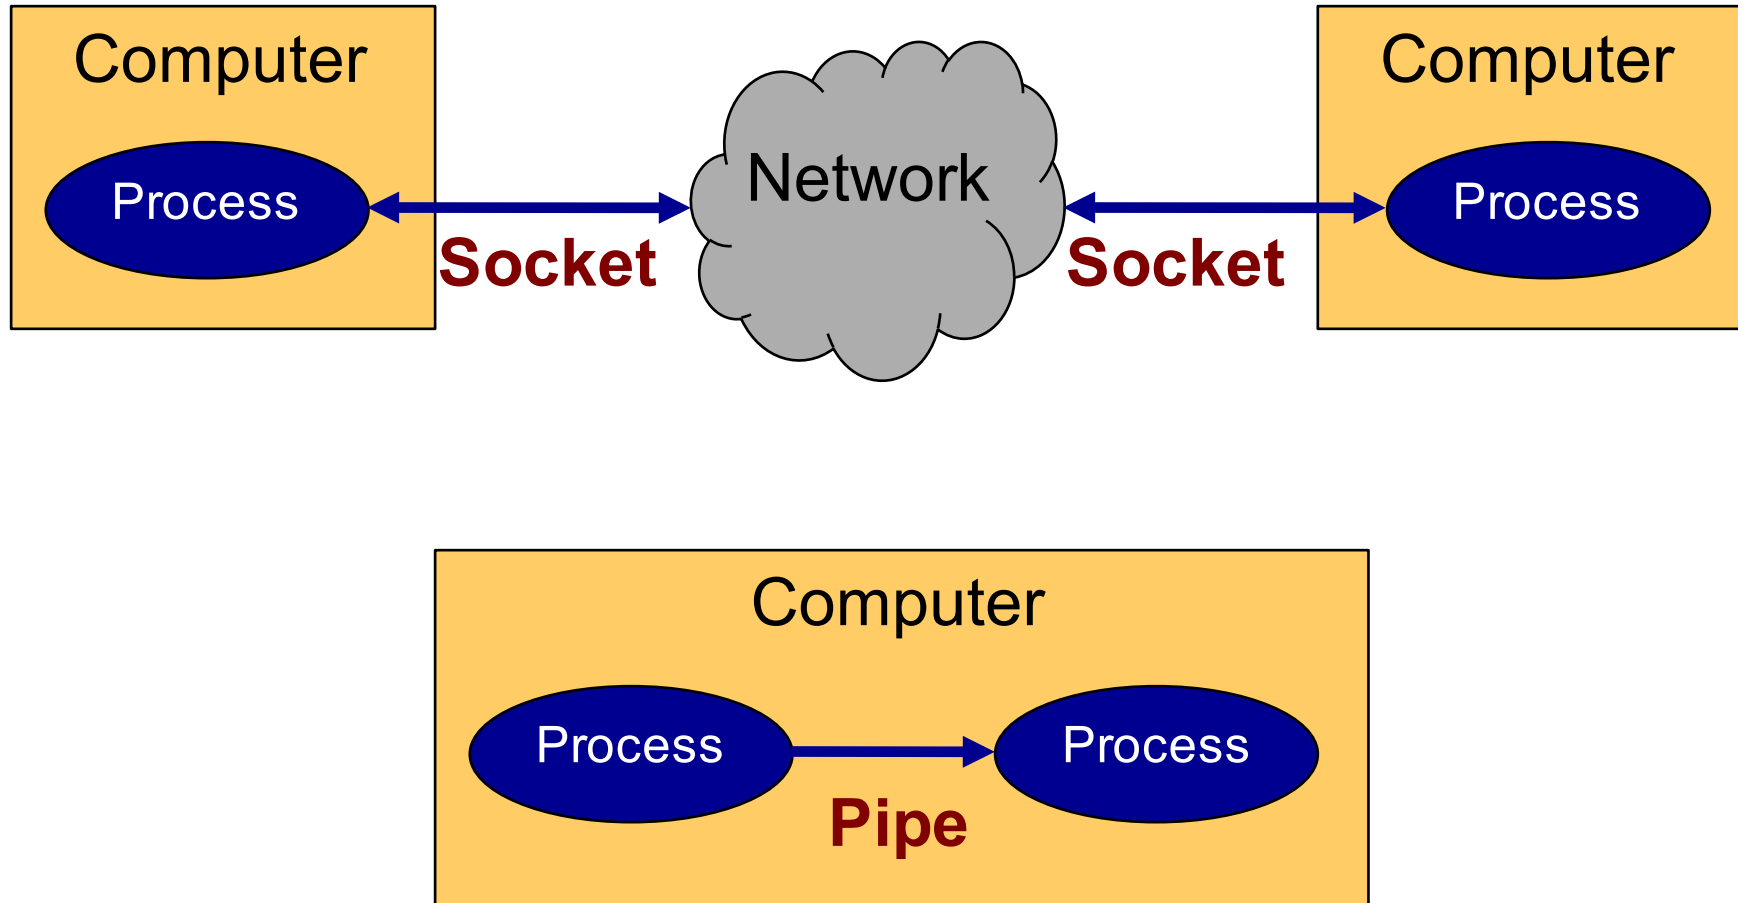 Computer
Process
Socket
Network
Socket
Computer
Process
Computer
Process
Process
Pipe